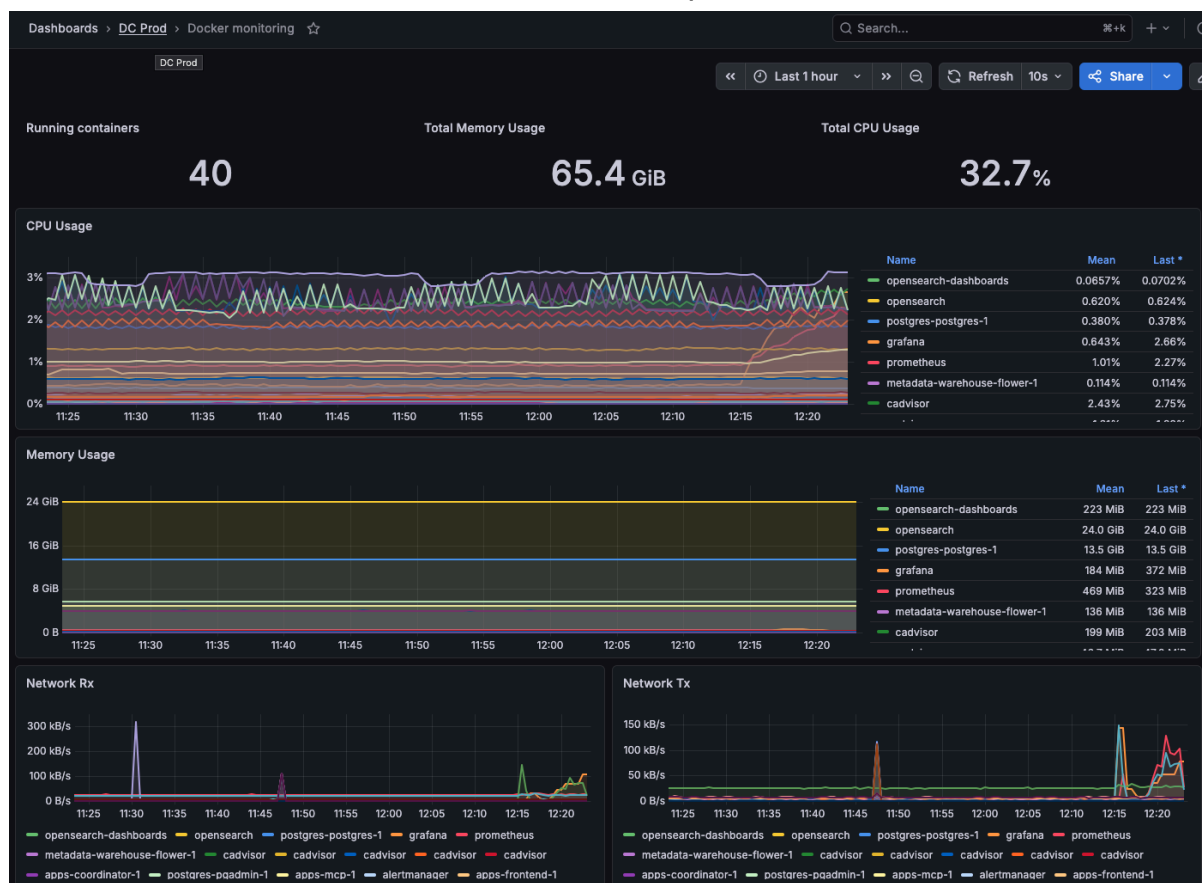 Dashboards › DC Prod › Docker monitoring
Search...
⌘+k
DC Prod
Last 1 hour
Refresh 10s
Share
Running containers
Total Memory Usage
Total CPU Usage
40
65.4 GiB
32.7%
CPU Usage
3%
2%
1%
0%
11:25 11:30 11:35 11:40 11:45 11:50 11:55 12:00 12:05 12:10 12:15 12:20
Name Mean Last *
opensearch-dashboards 0.0657% 0.0702%
opensearch 0.620% 0.624%
postgres-postgres-1 0.380% 0.378%
grafana 0.643% 2.66%
prometheus 1.01% 2.27%
metadata-warehouse-flower-1 0.114% 0.114%
cadvisor 2.43% 2.75%
Memory Usage
24 GiB
16 GiB
8 GiB
0 B
11:25 11:30 11:35 11:40 11:45 11:50 11:55 12:00 12:05 12:10 12:15 12:20
Name Mean Last *
opensearch-dashboards 223 MiB 223 MiB
opensearch 24.0 GiB 24.0 GiB
postgres-postgres-1 13.5 GiB 13.5 GiB
grafana 184 MiB 372 MiB
prometheus 469 MiB 323 MiB
metadata-warehouse-flower-1 136 MiB 136 MiB
cadvisor 199 MiB 203 MiB
Network Rx
300 kB/s
200 kB/s
100 kB/s
0 B/s
11:25 11:30 11:35 11:40 11:45 11:50 11:55 12:00 12:05 12:10 12:15 12:20
opensearch-dashboards opensearch postgres-postgres-1 grafana prometheus
metadata-warehouse-flower-1 cadvisor cadvisor cadvisor cadvisor cadvisor
apps-coordinator-1 postgres-pgadmin-1 apps-mcp-1 alertmanager apps-frontend-1
Network Tx
150 kB/s
100 kB/s
50 kB/s
0 B/s
11:25 11:30 11:35 11:40 11:45 11:50 11:55 12:00 12:05 12:10 12:15 12:20
opensearch-dashboards opensearch postgres-postgres-1 grafana prometheus
metadata-warehouse-flower-1 cadvisor cadvisor cadvisor cadvisor cadvisor
apps-coordinator-1 postgres-pgadmin-1 apps-mcp-1 alertmanager apps-frontend-1